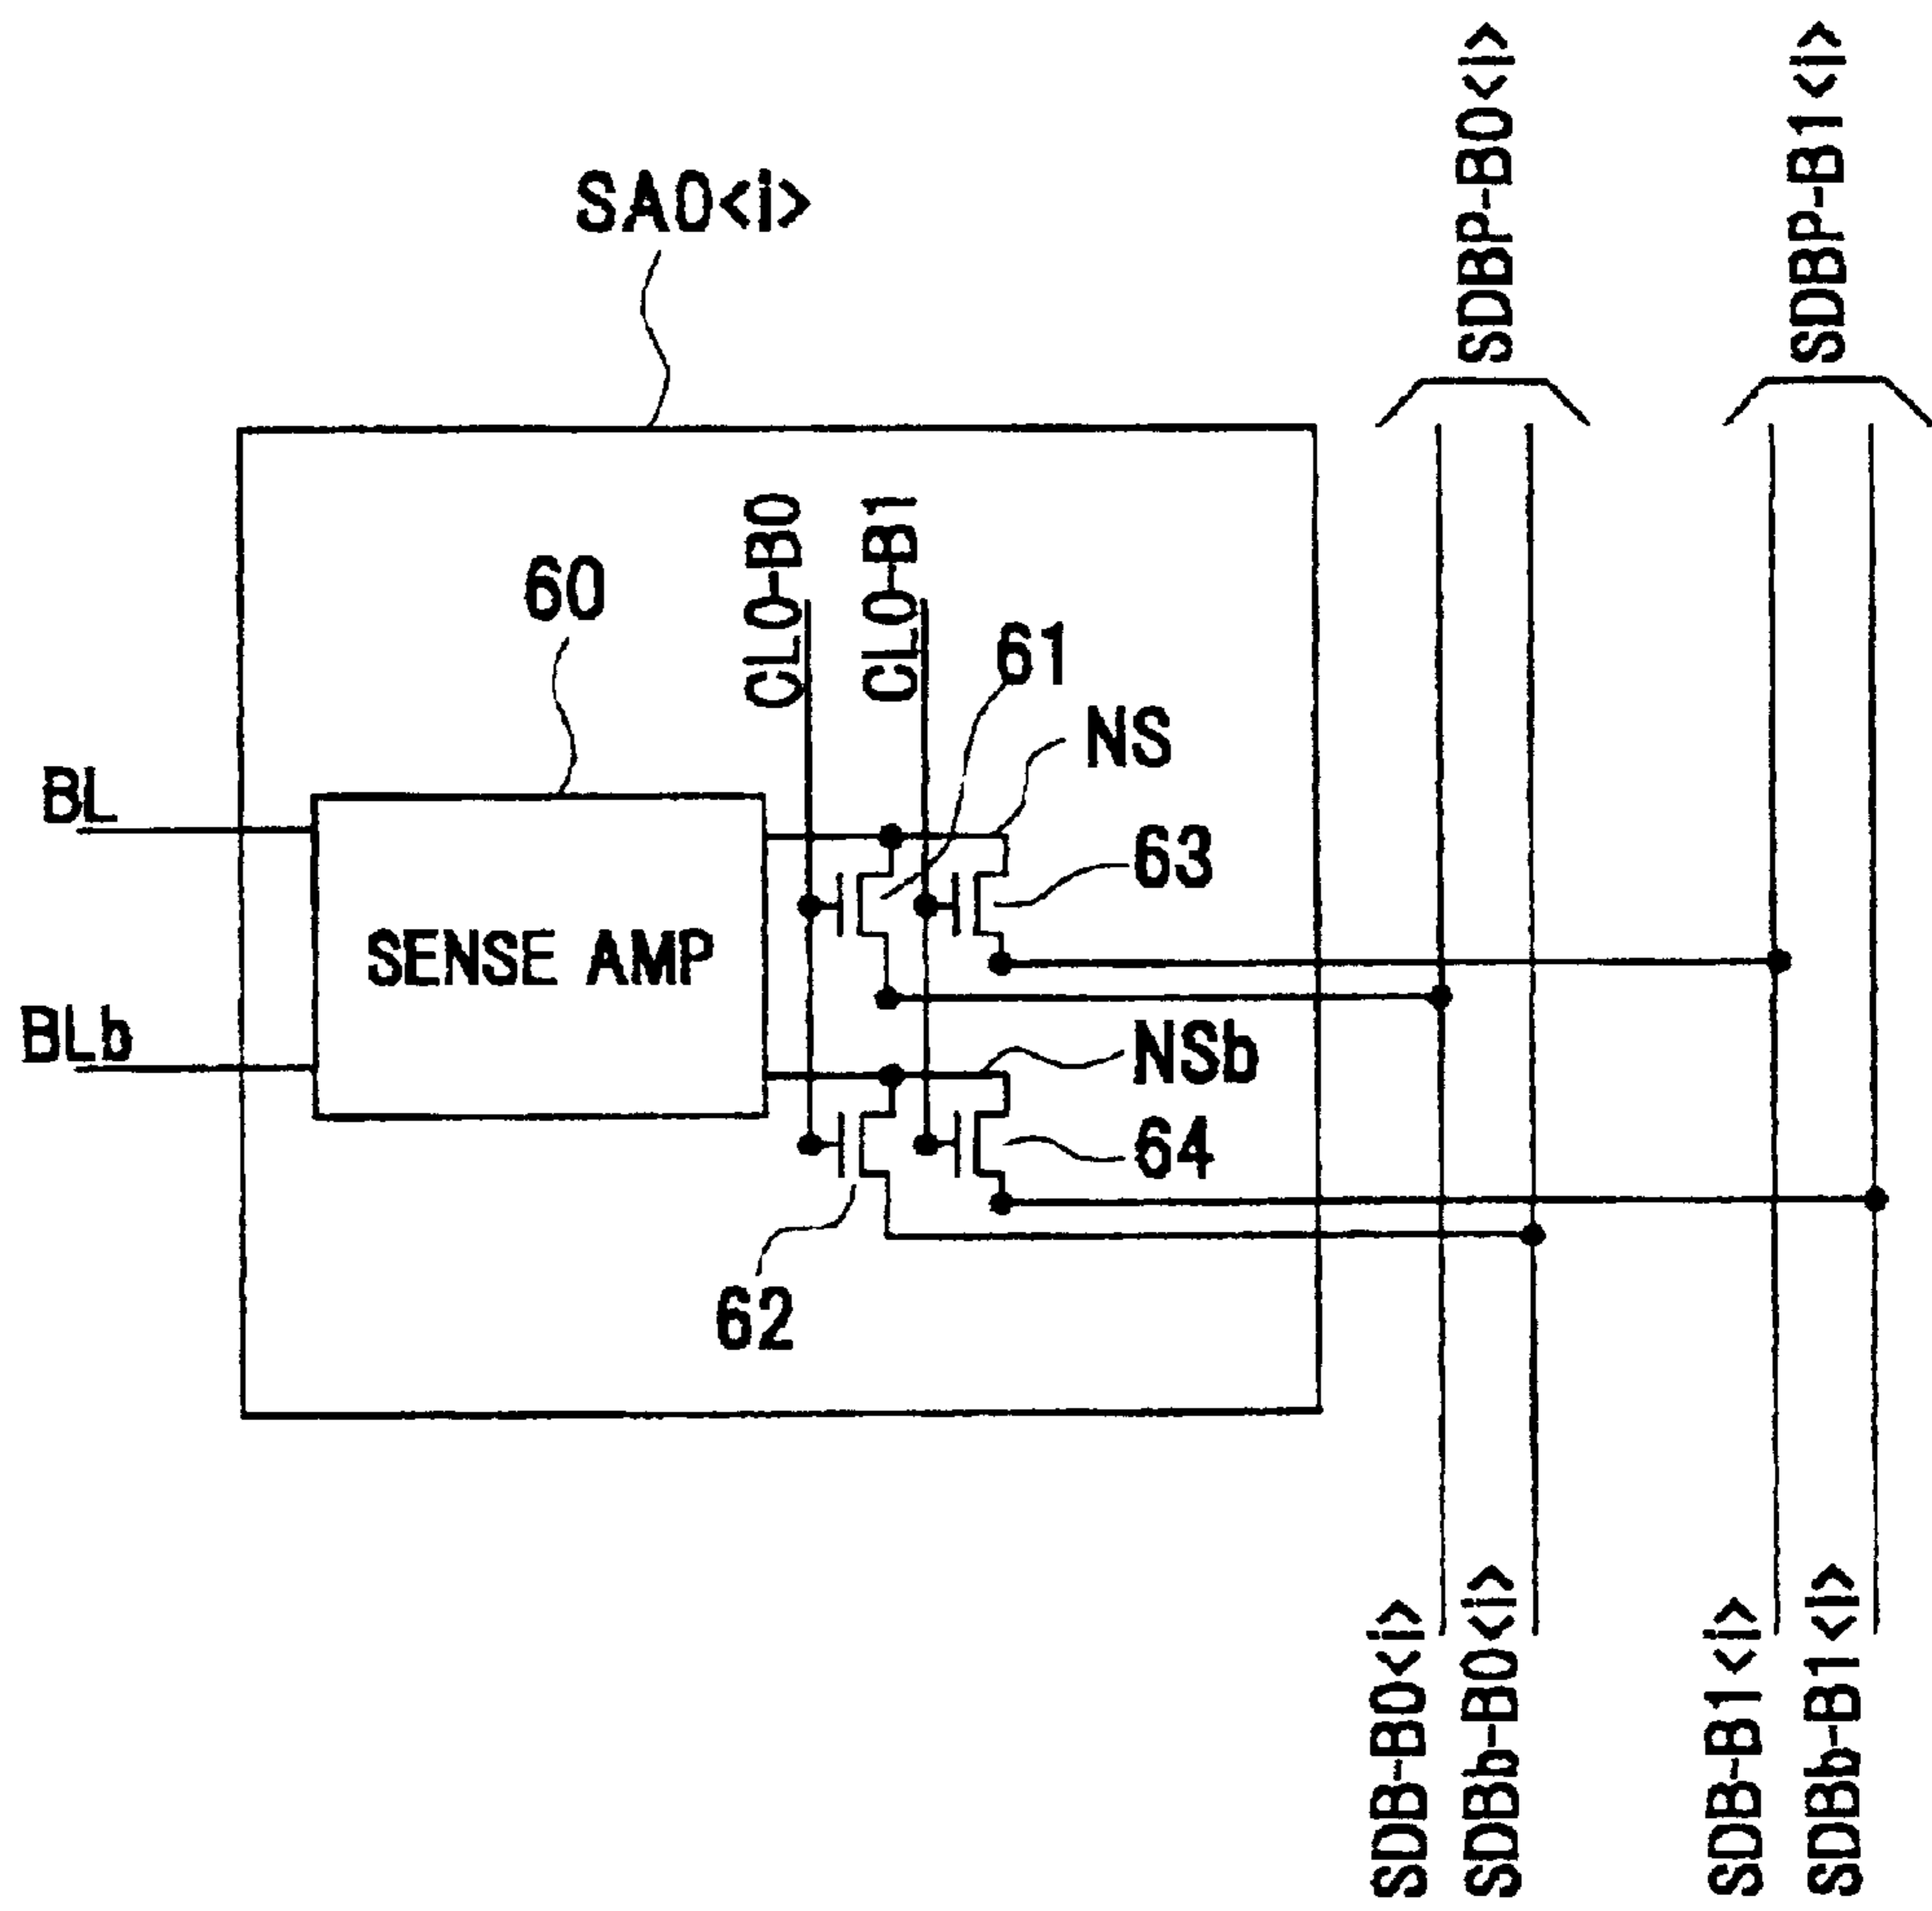 SDBP-B0<i>
SDBP-B1<i>
SA0<i>
CL0-B0
CL0-B1
60
61
NS
BL
63
SENSE AMP
BLb
NSb
64
62
SDB-B0<i>
SDBb-B0<i>
SDB-B1<i>
SDBb-B1<i>